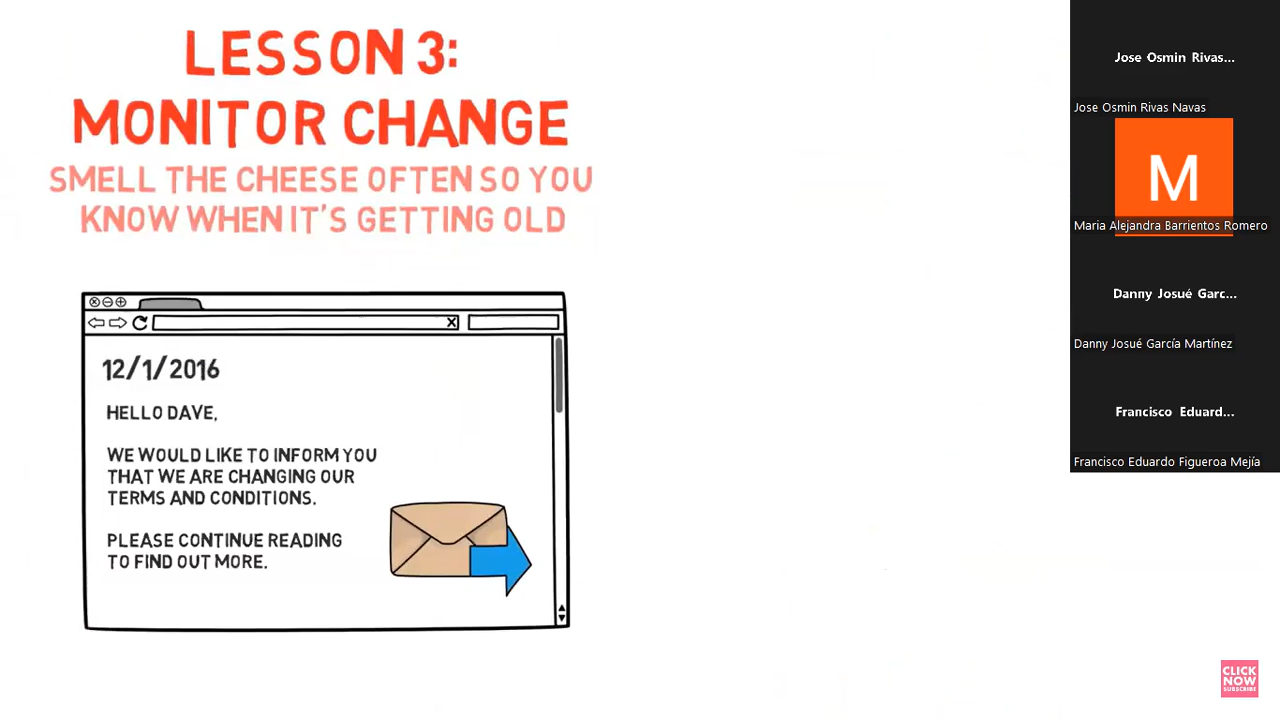 LESSON 3:
MONITOR CHANGE
SMELL THE CHEESE OFTEN SO YOU
KNOW WHEN IT'S GETTING OLD
12/1/2016
HELLO DAVE,
WE WOULD LIKE TO INFORM YOU
THAT WE ARE CHANGING OUR
TERMS AND CONDITIONS.
PLEASE CONTINUE READING
TO FIND OUT MORE.
Jose Osmin Rivas...
Jose Osmin Rivas Navas
M
Maria Alejandra Barrientos Romero
Danny Josué Garc...
Danny Josué García Martínez
Francisco Eduard...
Francisco Eduardo Figueroa Mejía
CLICK
NOW
SUBSCRIBE